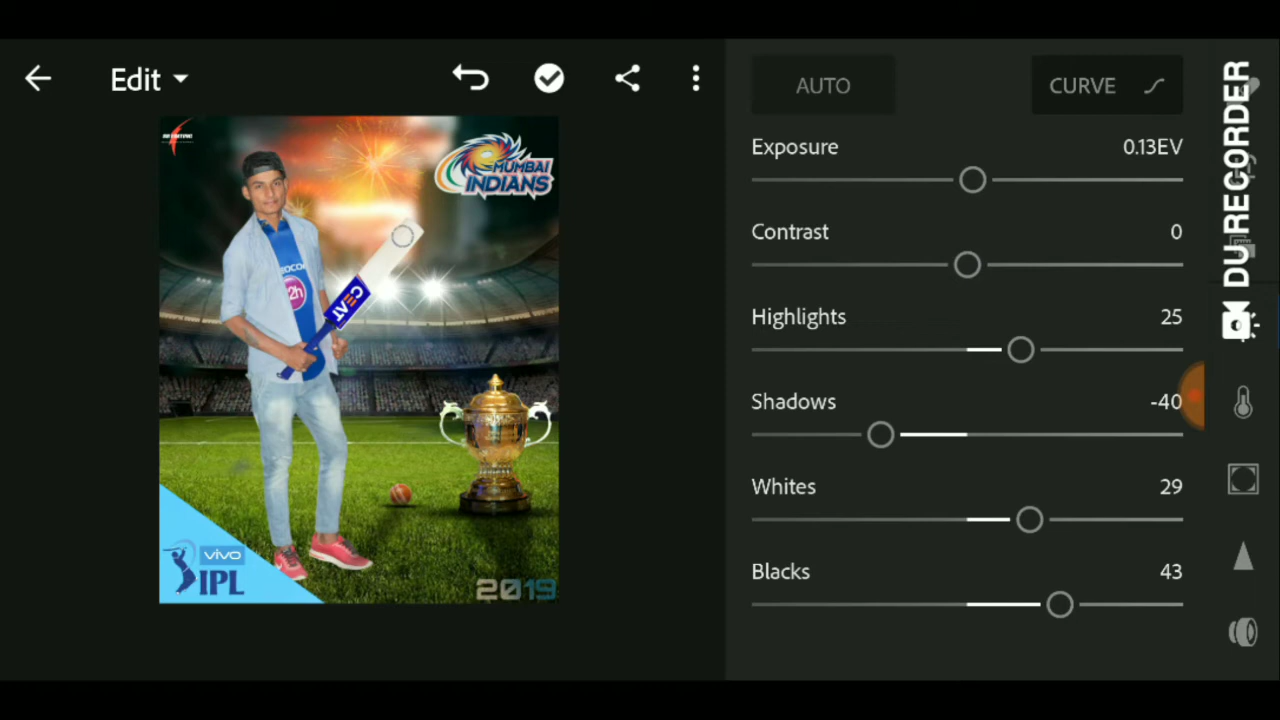 Edit
AUTO
CURVE
Exposure
0.13EV
Contrast
0
Highlights
25
Shadows
-40
Whites
29
Blacks
43
DU RECORDER
MUMBAI
INDIANS
CEAT
vivo
IPL
2019